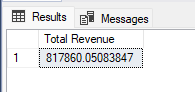 Results Messages
Total Revenue
1 817860.05083847